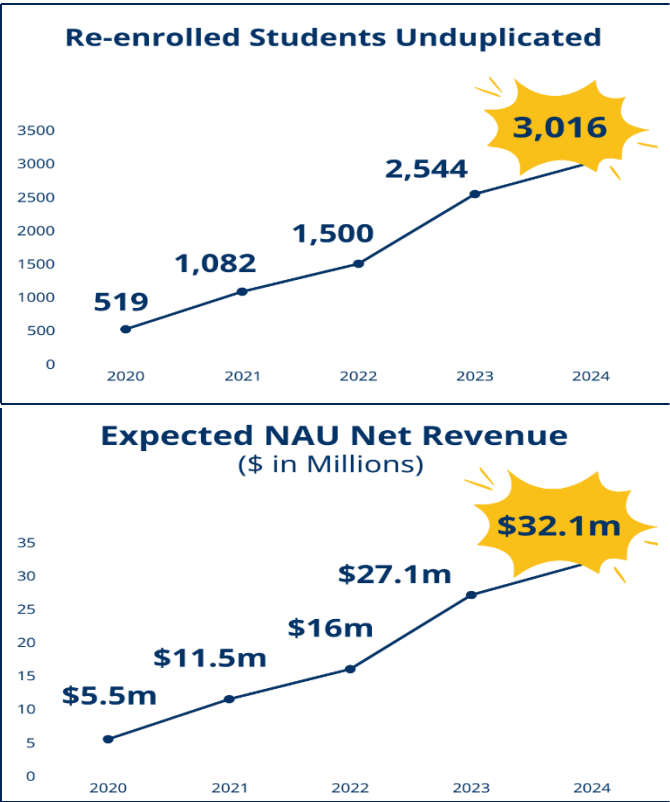 Re-enrolled Students Unduplicated
3,016
3500
3000
2,544
2500
2000
1,500
1500
1,082
1000
519
500
0
2020 2021 2022 2023 2024
Expected NAU Net Revenue
($ in Millions)
$32.1m
35
30
$27.1m
25
20
$16m
15
$11.5m
10
$5.5m
5
0
2020 2021 2022 2023 2024